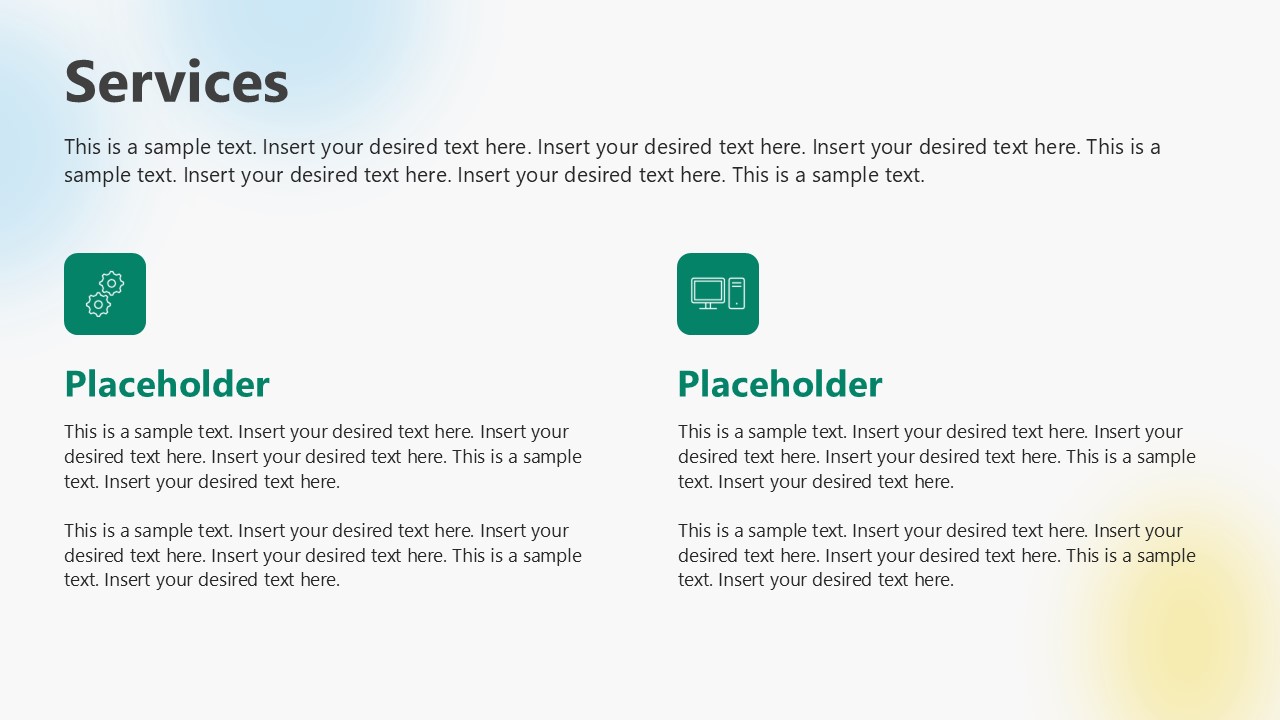 Services
This is a sample text. Insert your desired text here. Insert your desired text here. Insert your desired text here. This is a
sample text. Insert your desired text here. Insert your desired text here. This is a sample text.
Placeholder
This is a sample text. Insert your desired text here. Insert your
desired text here. Insert your desired text here. This is a sample
text. Insert your desired text here.
This is a sample text. Insert your desired text here. Insert your
desired text here. Insert your desired text here. This is a sample
text. Insert your desired text here.
Placeholder
This is a sample text. Insert your desired text here. Insert your
desired text here. Insert your desired text here. This is a sample
text. Insert your desired text here.
This is a sample text. Insert your desired text here. Insert your
desired text here. Insert your desired text here. This is a sample
text. Insert your desired text here.